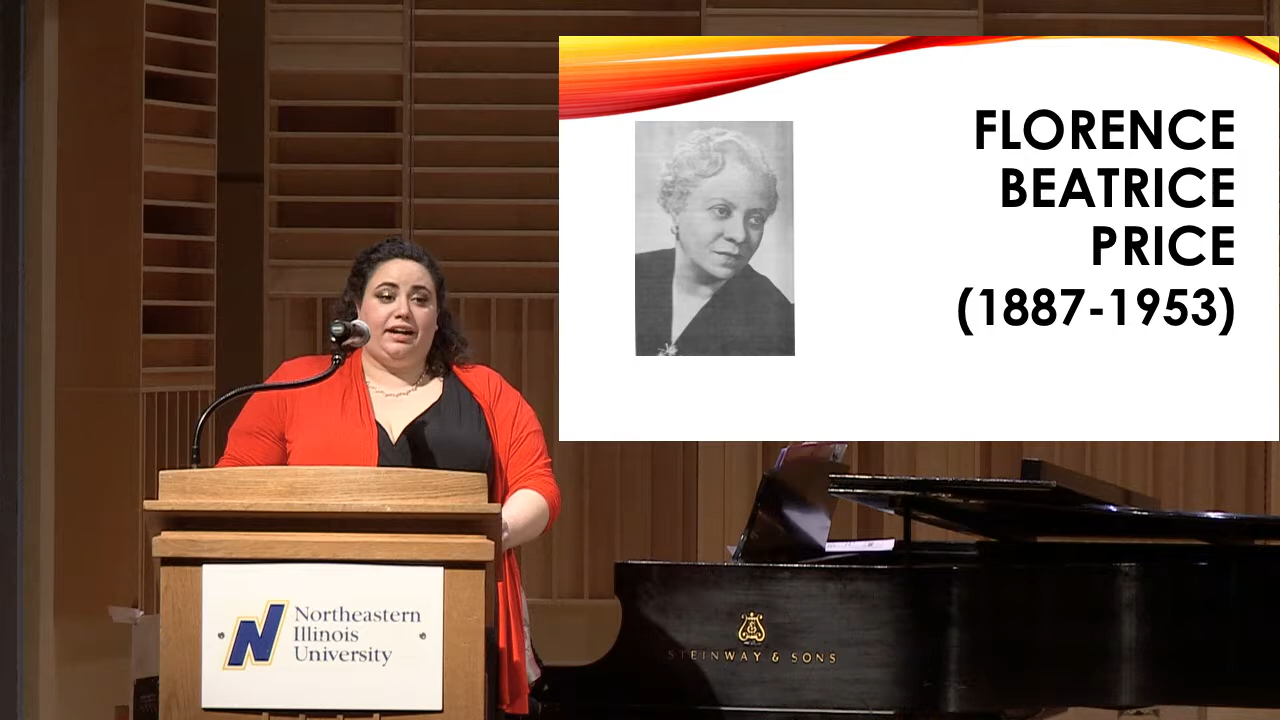 FLORENCE
BEATRICE
PRICE
(1887-1953)
Northeastern
Illinois
University
STEINWAY & SONS